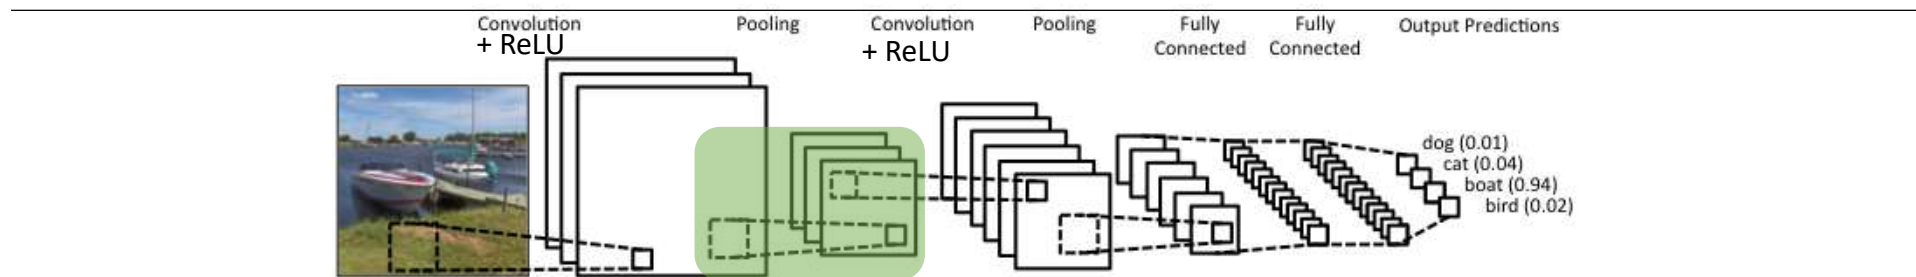 Convolution
+ ReLU
Pooling
Convolution
+ ReLU
Pooling
Fully
Connected
Fully
Connected
Output Predictions
dog (0.01)
cat (0.04)
boat (0.94)
bird (0.02)